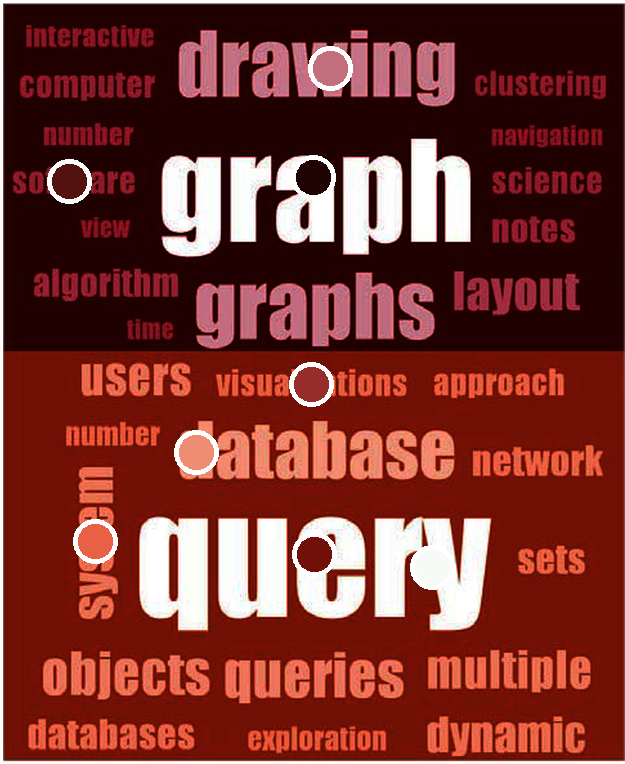 interactive drawing
computer clustering
number navigation
graph science
view notes
algorithm graphs layout
time
users approach
number database network
query sets
objects queries multiple
databases exploration dynamic